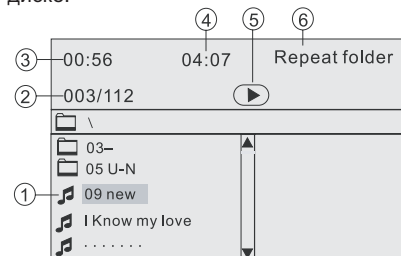 диске.
④ ⑤ ⑥
③ 00:56 04:07 Repeat folder
② 003/112
\
03–
05 U-N
① 09 new
I Know my love
.......